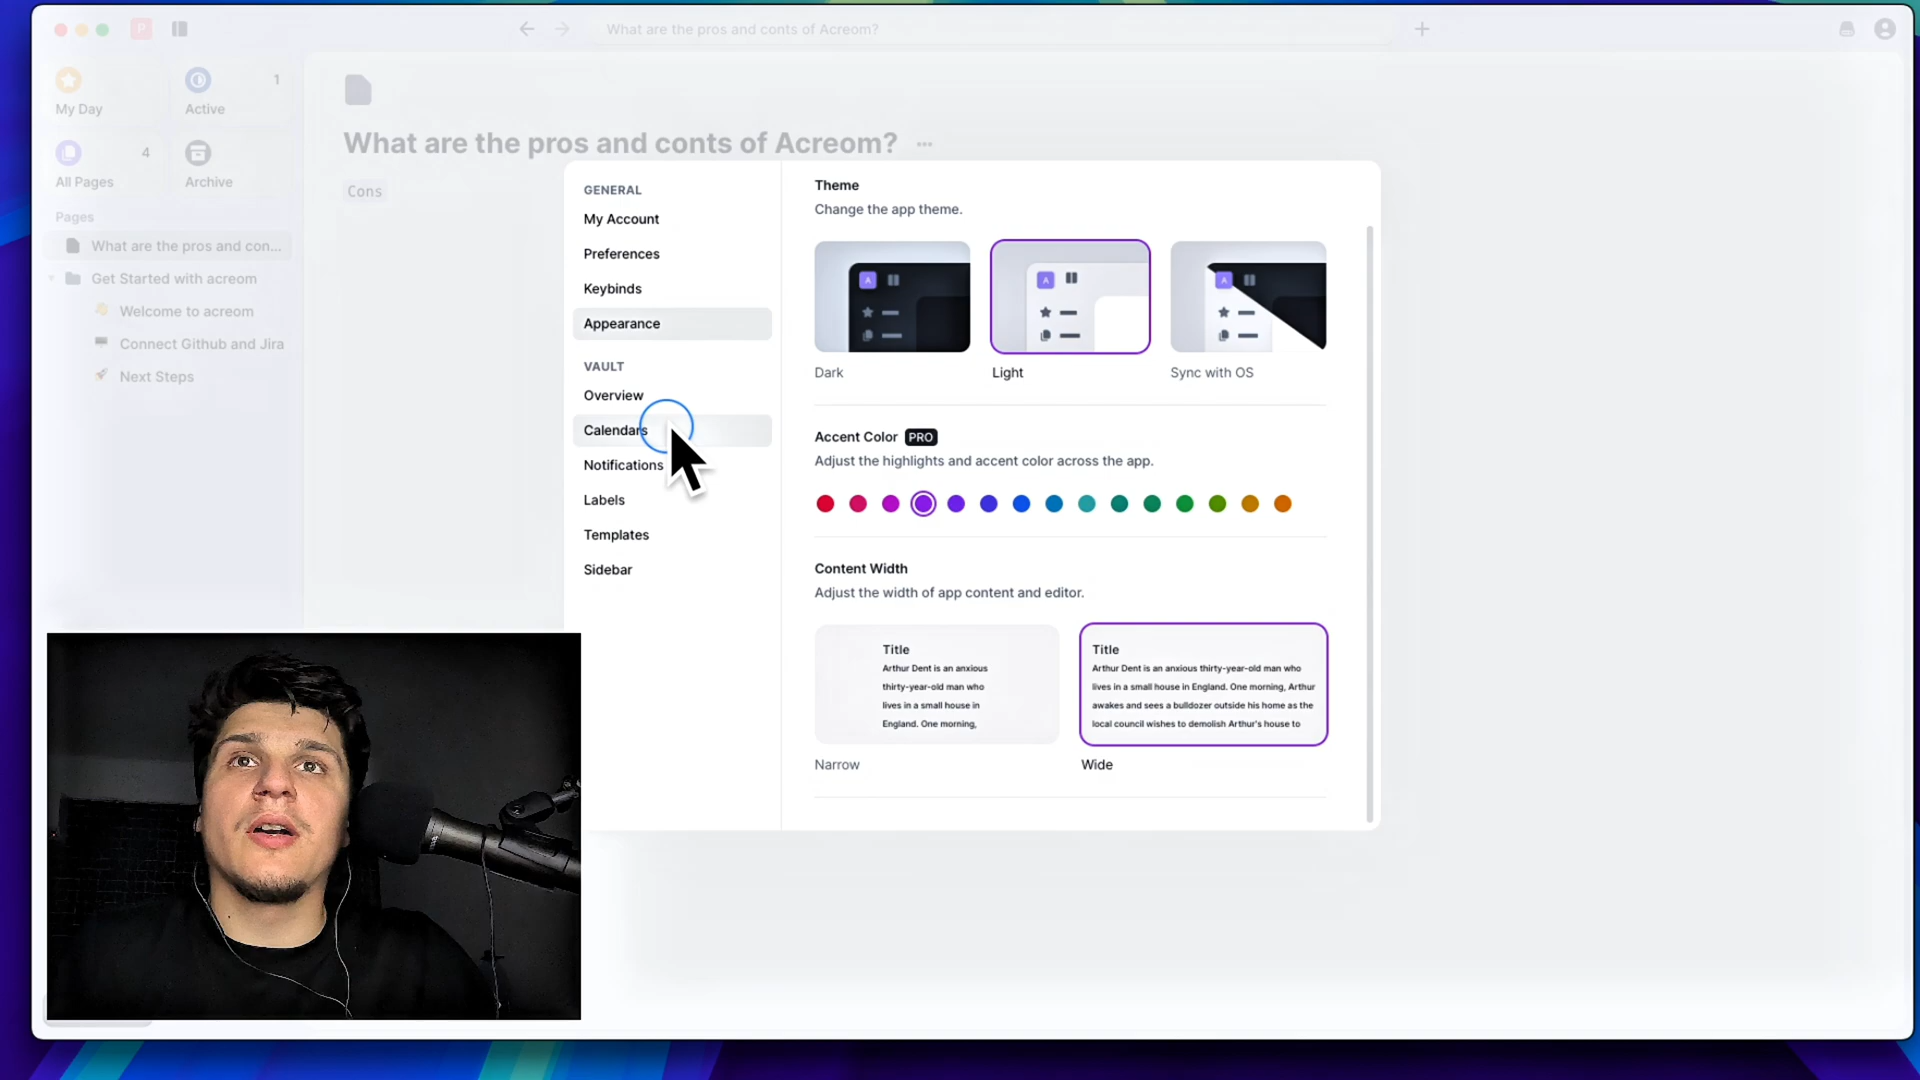 What are the pros and conts of Acreom?
My Day
Active
1
All Pages
4
Archive
Pages
What are the pros and con...
Get Started with acreom
Welcome to acreom
Connect Github and Jira
Next Steps
What are the pros and conts of Acreom?
Cons
GENERAL
My Account
Preferences
Keybinds
Appearance
VAULT
Overview
Calendars
Notifications
Labels
Templates
Sidebar
Theme
Change the app theme.
A
A
A
Dark
Light
Sync with OS
Accent Color PRO
Adjust the highlights and accent color across the app.
Content Width
Adjust the width of app content and editor.
Title
Arthur Dent is an anxious
thirty-year-old man who
lives in a small house in
England. One morning,
Narrow
Title
Arthur Dent is an anxious thirty-year-old man who
lives in a small house in England. One morning, Arthur
awakes and sees a bulldozer outside his home as the
local council wishes to demolish Arthur's house to
Wide